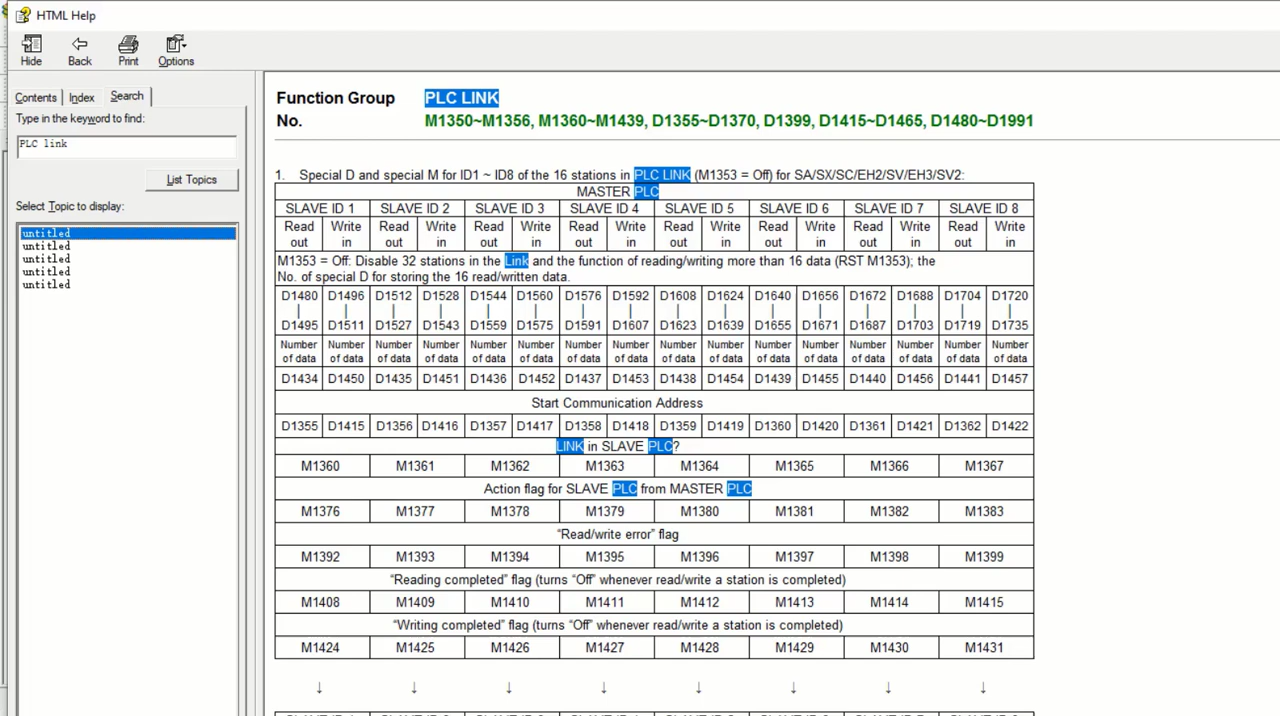 HTML Help
Hide Back Print Options
Contents Index Search
Type in the keyword to find:
PLC link
List Topics
Select Topic to display:
untitled
untitled
untitled
untitled
untitled
Function Group PLC LINK
No. M1350~M1356, M1360~M1439, D1355~D1370, D1399, D1415~D1465, D1480~D1991
1. Special D and special M for ID1 ~ ID8 of the 16 stations in PLC LINK (M1353 = Off) for SA/SX/SC/EH2/SV/EH3/SV2:
MASTER PLC
SLAVE ID 1 SLAVE ID 2 SLAVE ID 3 SLAVE ID 4 SLAVE ID 5 SLAVE ID 6 SLAVE ID 7 SLAVE ID 8
Read Write Read Write Read Write Read Write Read Write Read Write Read Write Read Write
out in out in out in out in out in out in out in out in
M1353 = Off: Disable 32 stations in the Link and the function of reading/writing more than 16 data (RST M1353); the
No. of special D for storing the 16 read/written data.
D1480 D1496 D1512 D1528 D1544 D1560 D1576 D1592 D1608 D1624 D1640 D1656 D1672 D1688 D1704 D1720
| | | | | | | | | | | | | | | |
D1495 D1511 D1527 D1543 D1559 D1575 D1591 D1607 D1623 D1639 D1655 D1671 D1687 D1703 D1719 D1735
Number Number Number Number Number Number Number Number Number Number Number Number Number Number Number Number
of data of data of data of data of data of data of data of data of data of data of data of data of data of data of data of data
D1434 D1450 D1435 D1451 D1436 D1452 D1437 D1453 D1438 D1454 D1439 D1455 D1440 D1456 D1441 D1457
Start Communication Address
D1355 D1415 D1356 D1416 D1357 D1417 D1358 D1418 D1359 D1419 D1360 D1420 D1361 D1421 D1362 D1422
LINK in SLAVE PLC?
M1360 M1361 M1362 M1363 M1364 M1365 M1366 M1367
Action flag for SLAVE PLC from MASTER PLC
M1376 M1377 M1378 M1379 M1380 M1381 M1382 M1383
“Read/write error” flag
M1392 M1393 M1394 M1395 M1396 M1397 M1398 M1399
“Reading completed” flag (turns “Off” whenever read/write a station is completed)
M1408 M1409 M1410 M1411 M1412 M1413 M1414 M1415
“Writing completed” flag (turns “Off” whenever read/write a station is completed)
M1424 M1425 M1426 M1427 M1428 M1429 M1430 M1431
↓ ↓ ↓ ↓ ↓ ↓ ↓ ↓